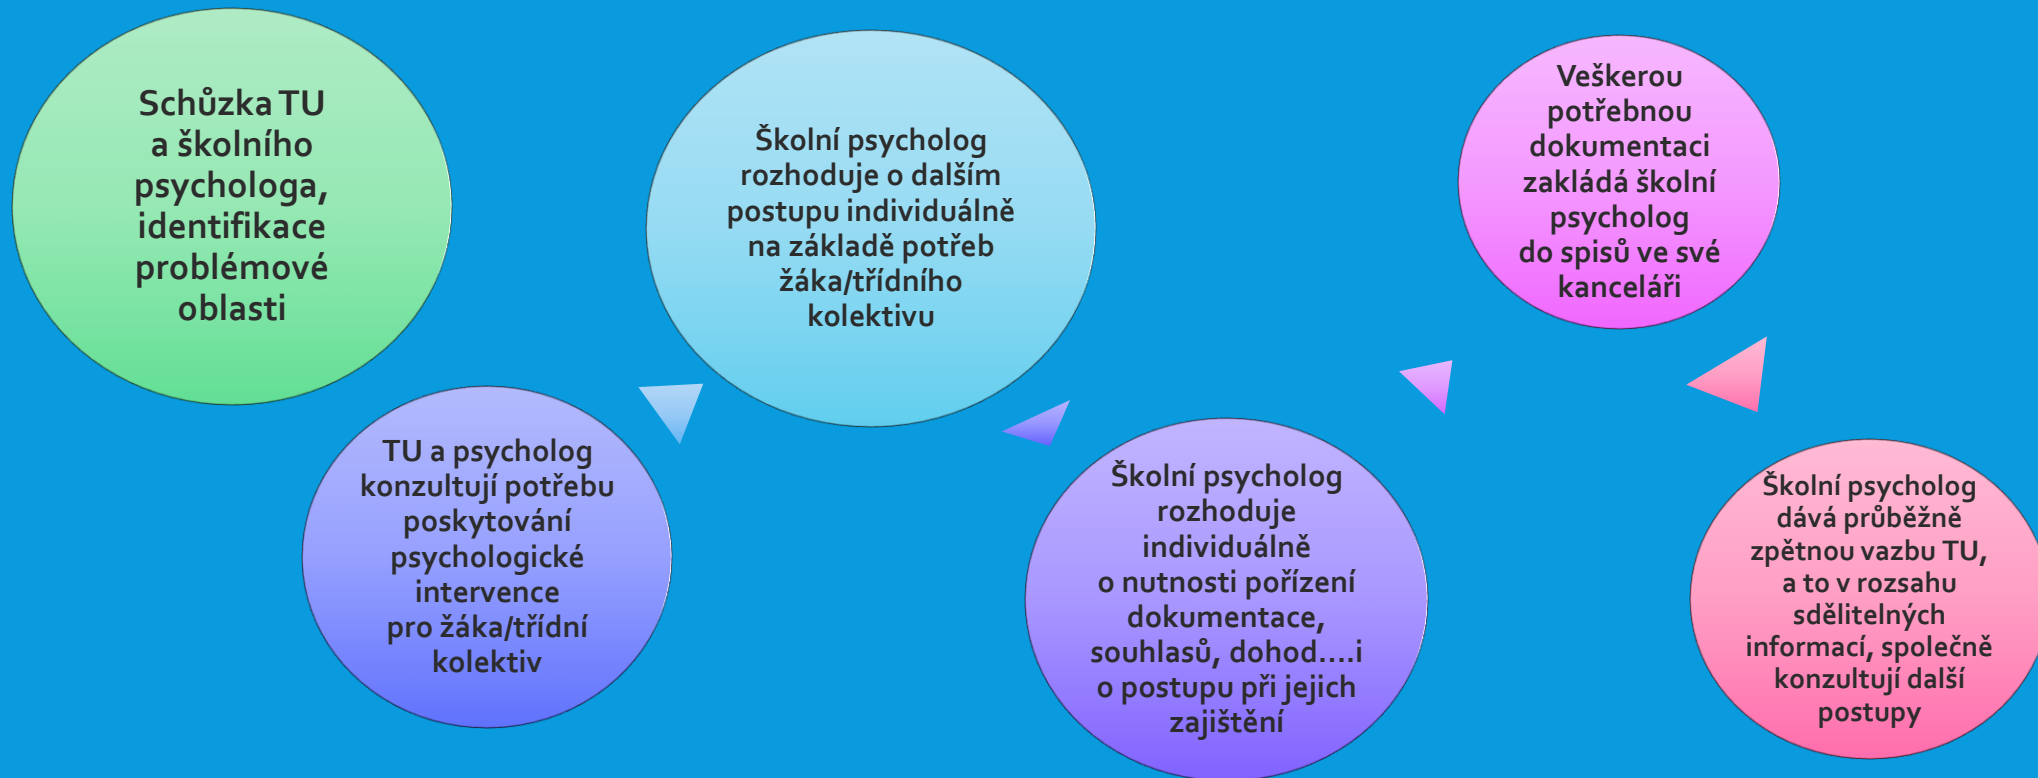 Schůzka TU
a školního
psychologa,
identifikace
problémové
oblasti
TU a psycholog
konzultují potřebu
poskytování
psychologické
intervence
pro žáka/třídní
kolektiv
Školní psycholog
rozhoduje o dalším
postupu individuálně
na základě potřeb
žáka/třídního
kolektivu
Školní psycholog
rozhoduje
individuálně
o nutnosti pořízení
dokumentace,
souhlasů, dohod....i
o postupu při jejich
zajištění
Veškerou
potřebnou
dokumentaci
zakládá školní
psycholog
do spisů ve své
kanceláři
Školní psycholog
dává průběžně
zpětnou vazbu TU,
a to v rozsahu
sdělitelných
informací, společně
konzultují další
postupy